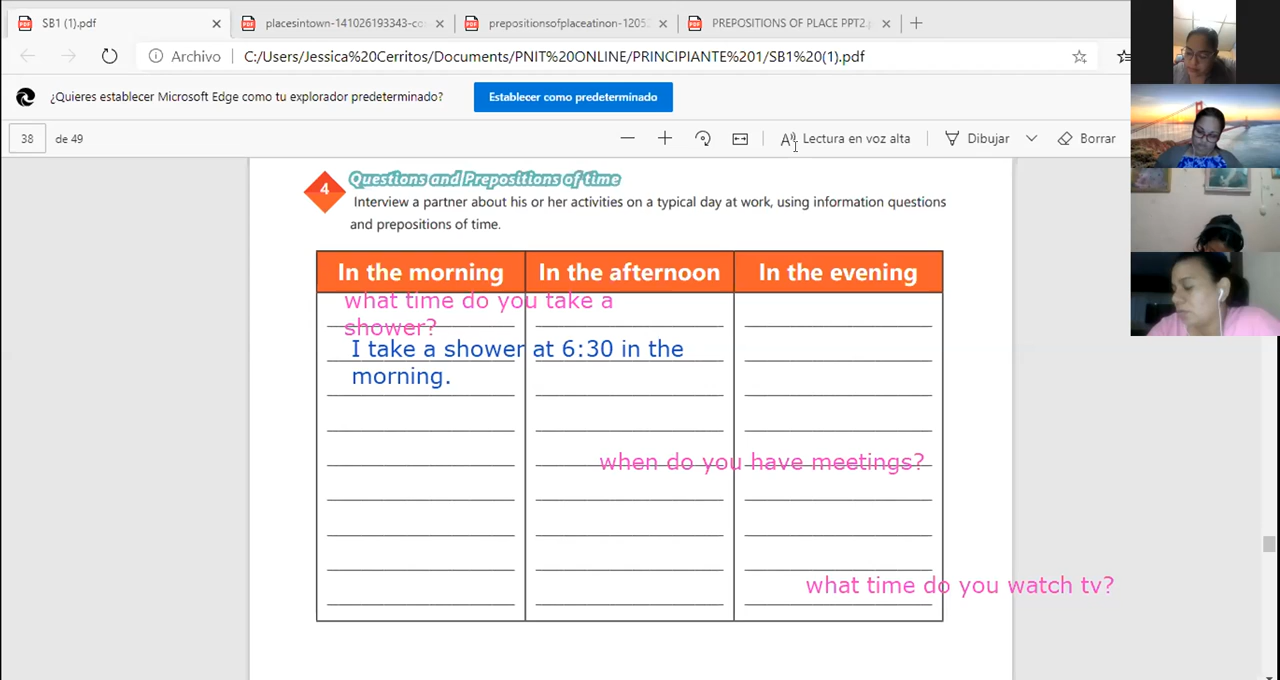 SB1 (1).pdf
placesintown-141026193343-co
prepositionsofplaceatinon-1205
PREPOSITIONS OF PLACE PPT2.p
Archivo
C:/Users/Jessica%20Cerritos/Documents/PNIT%20ONLINE/PRINCIPIANTE%201/SB1%20(1).pdf
¿Quieres establecer Microsoft Edge como tu explorador predeterminado?
Establecer como predeterminado
38 de 49
Lectura en voz alta
Dibujar
Borrar
4
Questions and Prepositions of time
Interview a partner about his or her activities on a typical day at work, using information questions
and prepositions of time.
In the morning
In the afternoon
In the evening
what time do you take a
shower?
I take a shower at 6:30 in the
morning.
when do you have meetings?
what time do you watch tv?